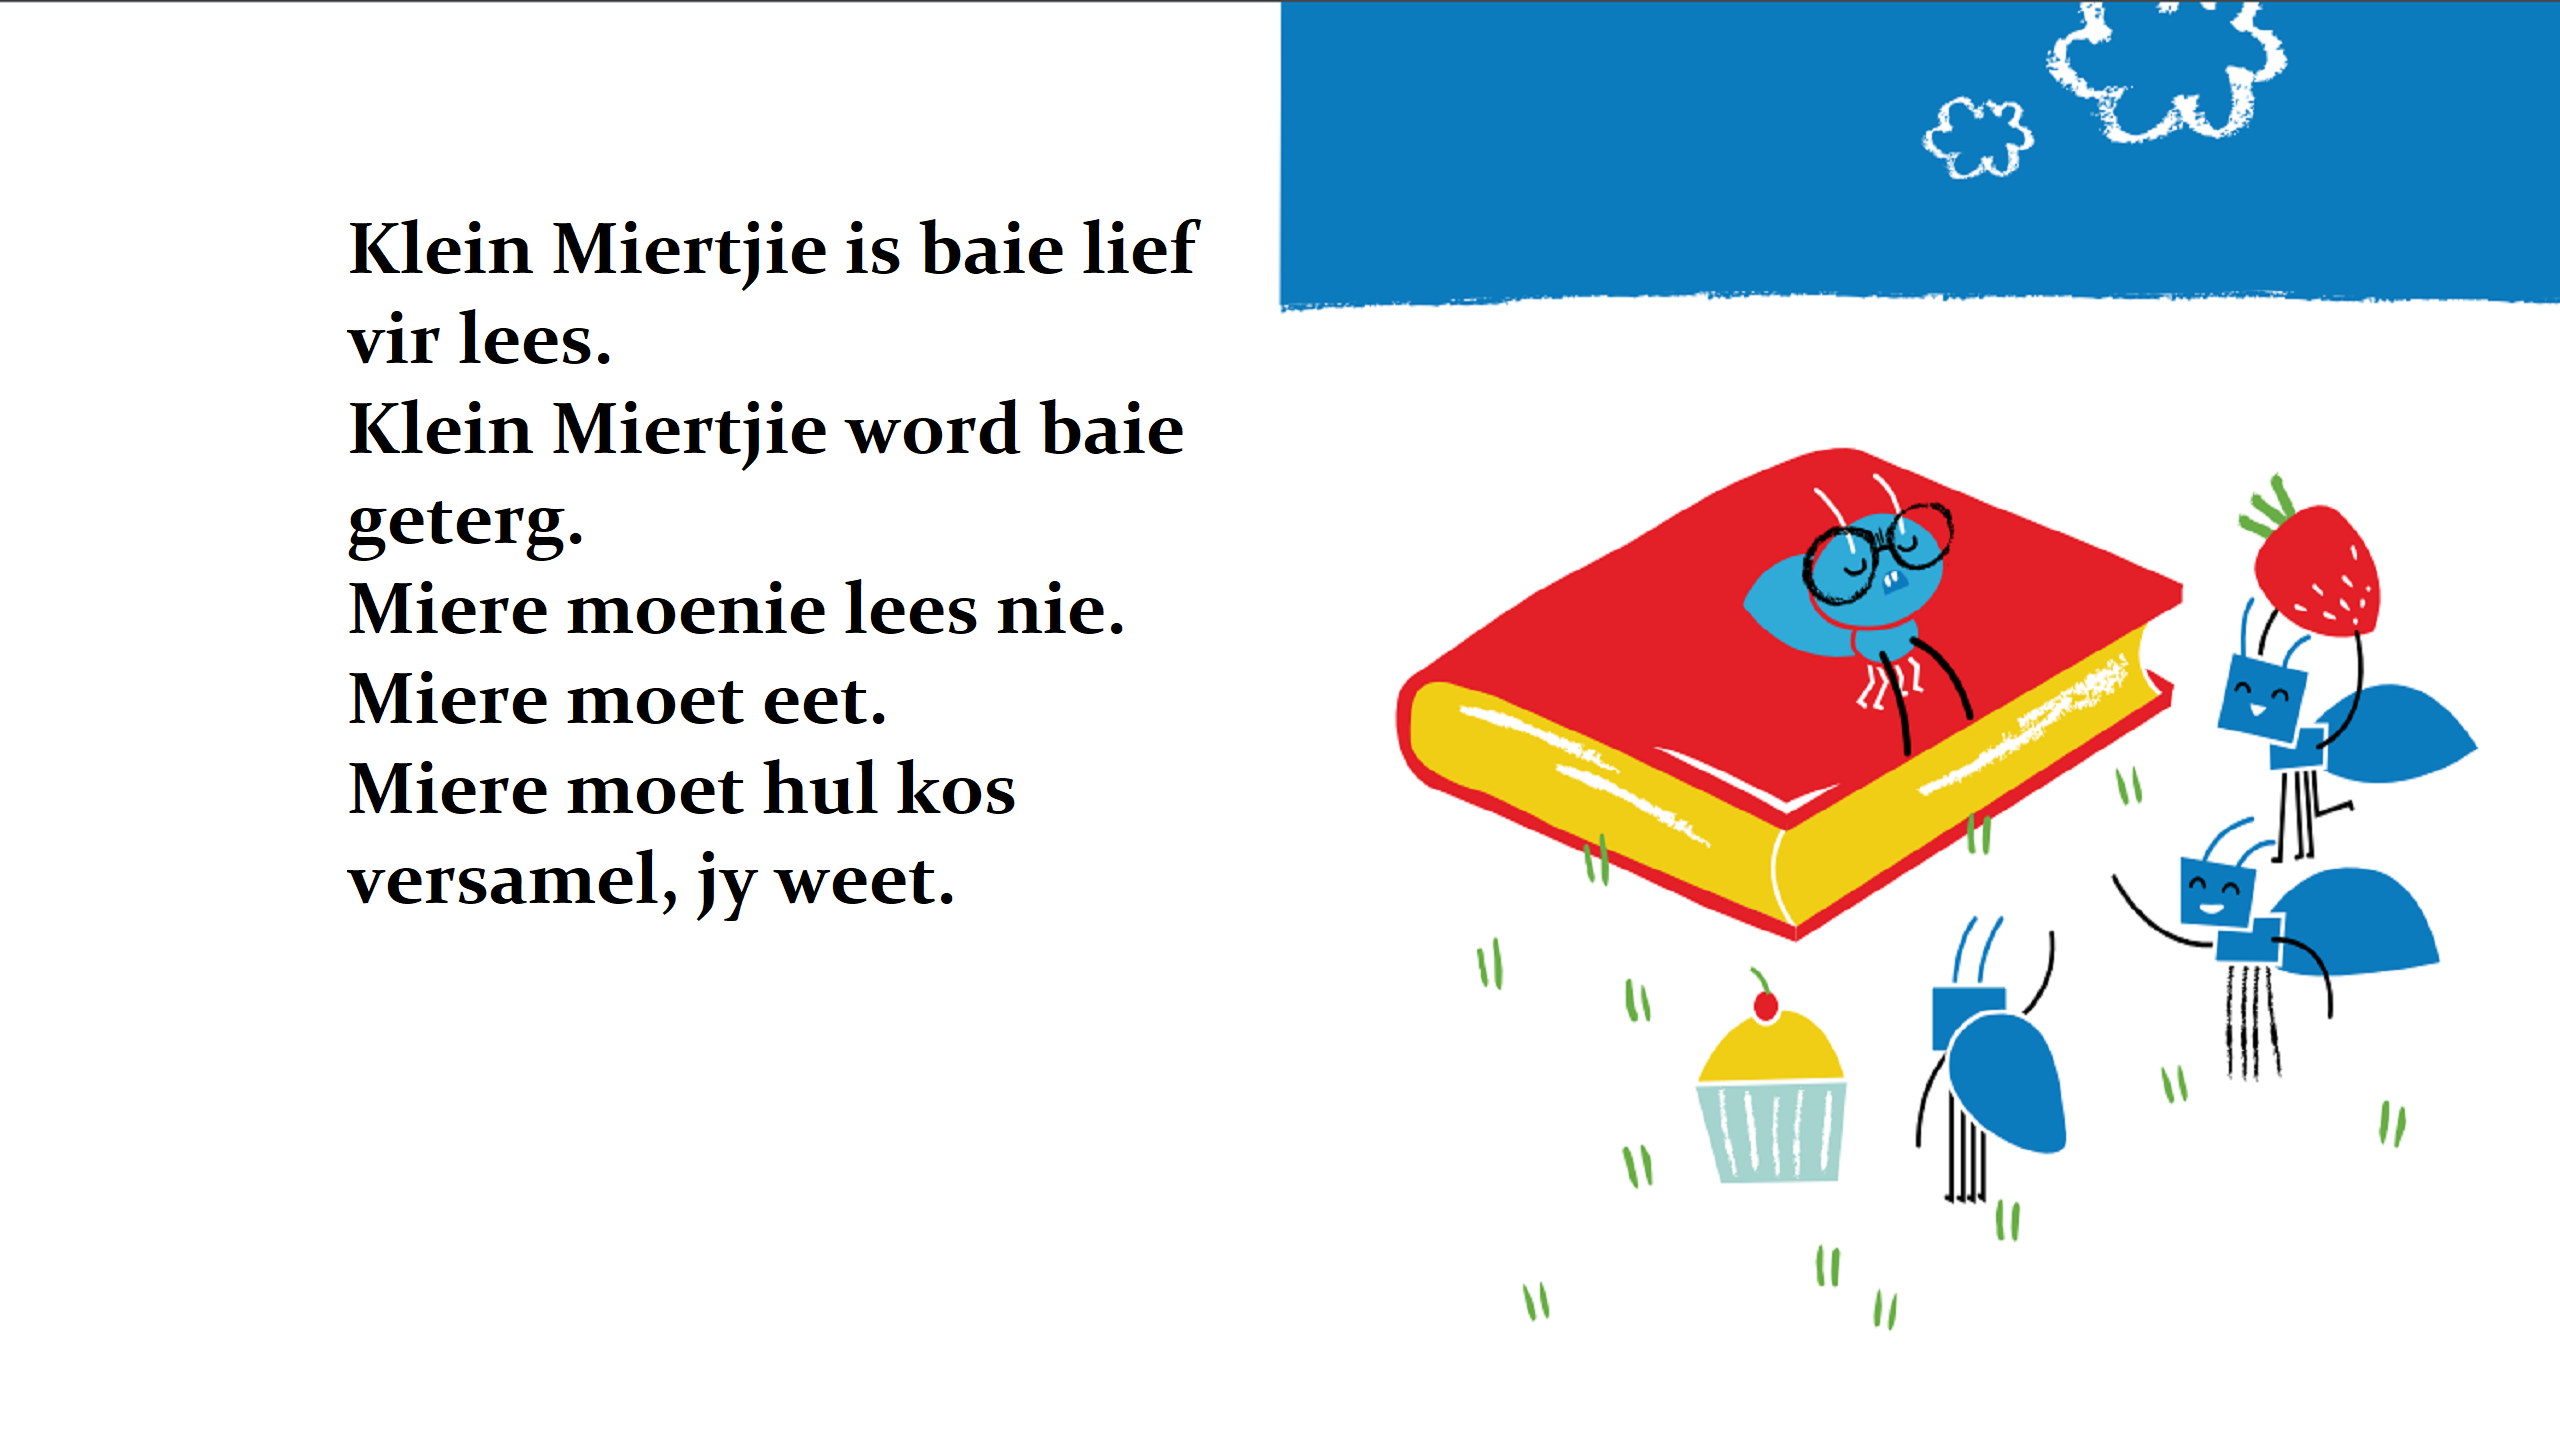 Klein Miertjie is baie lief
vir lees.
Klein Miertjie word baie
geterg.
Miere moenie lees nie.
Miere moet eet.
Miere moet hul kos
versamel, jy weet.